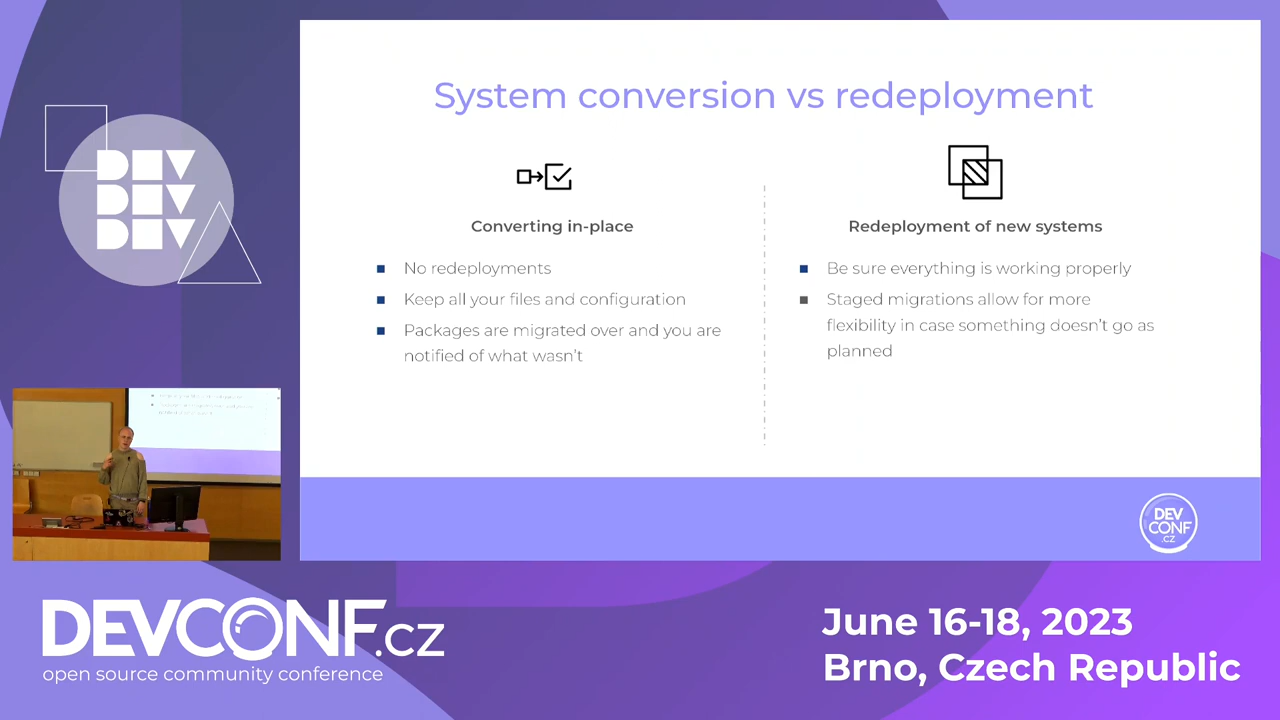 System conversion vs redeployment
Converting in-place
No redeployments
Keep all your files and configuration
Packages are migrated over and you are
notified of what wasn't
Redeployment of new systems
Be sure everything is working properly
Staged migrations allow for more
flexibility in case something doesn't go as
planned
DEV
DEV
DEV
DEV
CONF
.CZ
DEVCONF.cz
open source community conference
June 16-18, 2023
Brno, Czech Republic